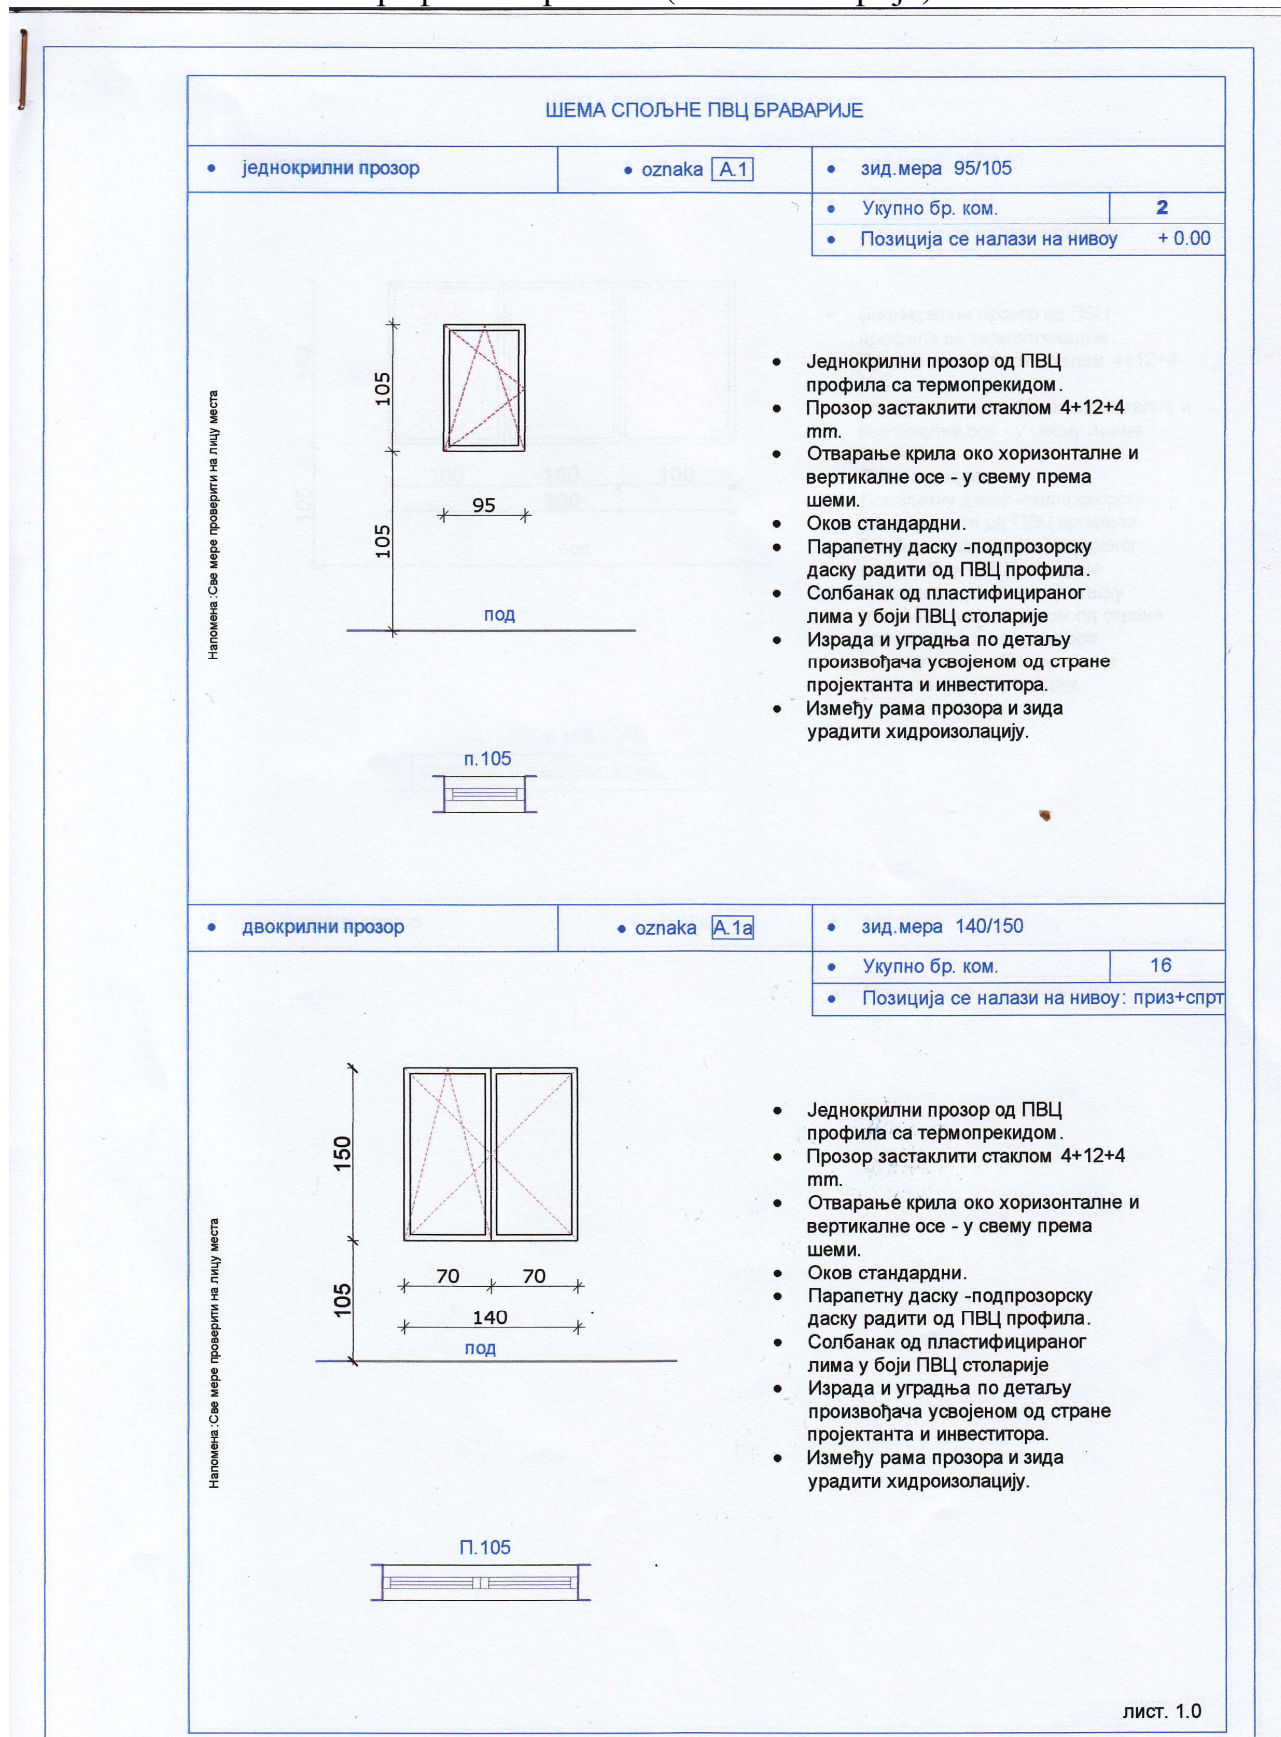 ШЕМА СПОЉНЕ ПВЦ БРАВАРИЈЕ
• једнокрилни прозор
• oznaka A.1
• зид.мера 95/105
• Укупно бр. ком. 2
• Позиција се налази на нивоу + 0.00
105
95
105
под
п.105
Напомена :Све мере проверити на лицу места
• Једнокрилни прозор од ПВЦ
профила са термопрекидом.
• Прозор застаклити стаклом 4+12+4
mm.
• Отварање крила око хоризонталне и
вертикалне осе - у свему према
шеми.
• Оков стандардни.
• Парапетну даску -подпрозорску
даску радити од ПВЦ профила.
• Солбанак од пластифицираног
лима у боји ПВЦ столарије
• Израда и уградња по детаљу
произвођача усвојеном од стране
пројектанта и инвеститора.
• Између рама прозора и зида
урадити хидроизолацију.
• двокрилни прозор
• oznaka A.1a
• зид.мера 140/150
• Укупно бр. ком. 16
• Позиција се налази на нивоу: приз+спрт
150
70 70
105
140
под
П.105
Напомена :Све мере проверити на лицу места
• Једнокрилни прозор од ПВЦ
профила са термопрекидом.
• Прозор застаклити стаклом 4+12+4
mm.
• Отварање крила око хоризонталне и
вертикалне осе - у свему према
шеми.
• Оков стандардни.
• Парапетну даску -подпрозорску
даску радити од ПВЦ профила.
• Солбанак од пластифицираног
лима у боји ПВЦ столарије
• Израда и уградња по детаљу
произвођача усвојеном од стране
пројектанта и инвеститора.
• Између рама прозора и зида
урадити хидроизолацију.
лист. 1.0